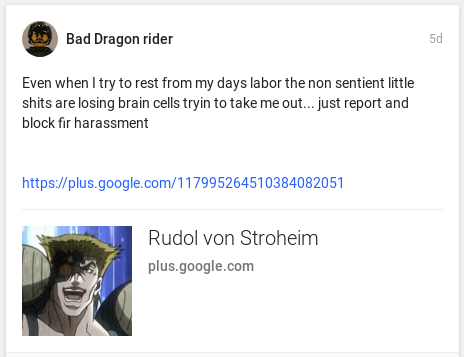 Bad Dragon rider
5d
Even when I try to rest from my days labor the non sentient little
shits are losing brain cells tryin to take me out... just report and
block fir harassment
https://plus.google.com/117995264510384082051
Rudol von Stroheim
plus.google.com